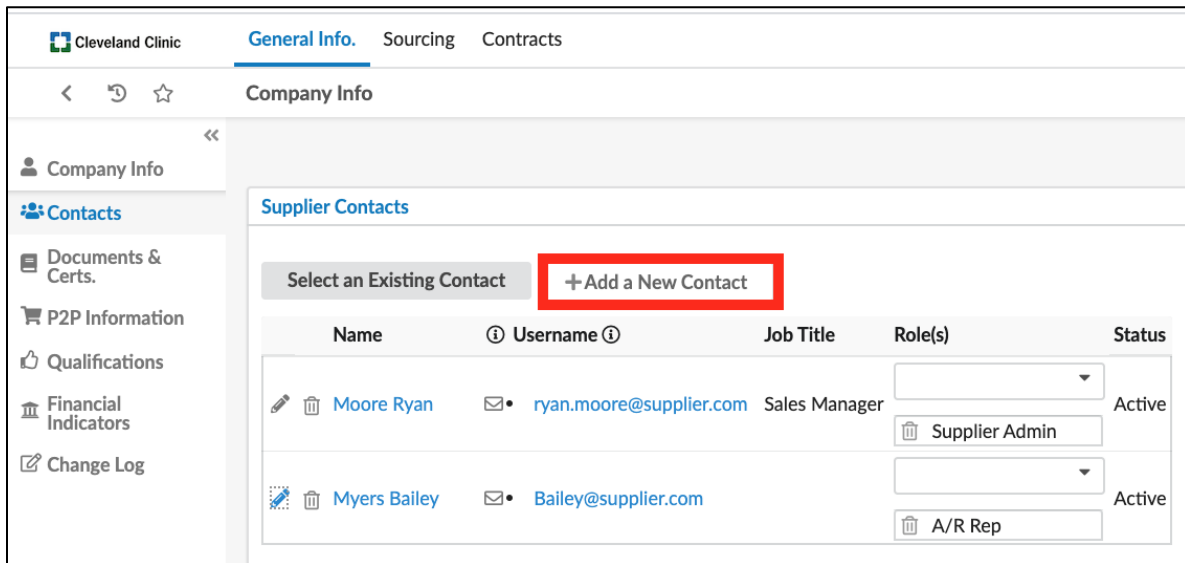 Cleveland Clinic General Info. Sourcing Contracts
Company Info
Company Info
Contacts
Documents &
Certs.
P2P Information
Qualifications
Financial
Indicators
Change Log
Supplier Contacts
Select an Existing Contact +Add a New Contact
Name Username Job Title Role(s) Status
Moore Ryan ryan.moore@supplier.com Sales Manager Active
Supplier Admin
Myers Bailey Bailey@supplier.com Active
A/R Rep